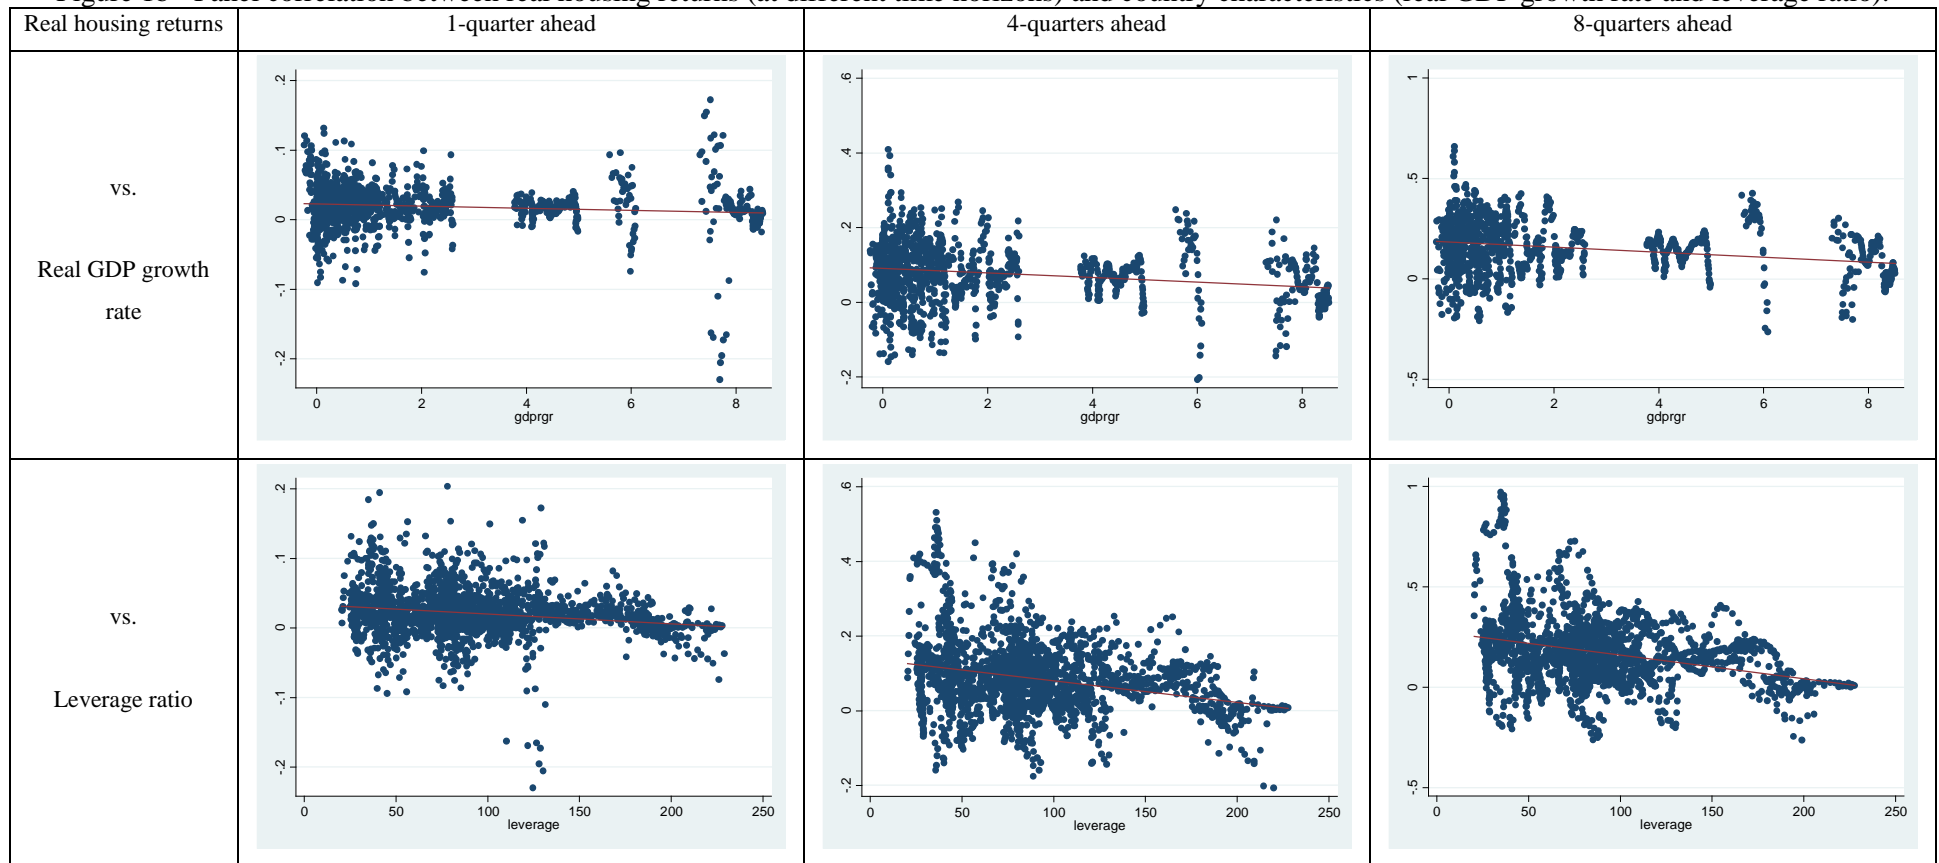 Real housing returns
1-quarter ahead
4-quarters ahead
8-quarters ahead
vs.
Real GDP growth
rate
.2
.1
0
-.1
-.2
0 2 4 6 8
gdprgr
.6
.4
.2
0
-.2
0 2 4 6 8
gdprgr
1
.5
0
-.5
0 2 4 6 8
gdprgr
vs.
Leverage ratio
.2
.1
0
-.1
-.2
0 50 100 150 200 250
leverage
.6
.4
.2
0
-.2
0 50 100 150 200 250
leverage
1
.5
0
-.5
0 50 100 150 200 250
leverage